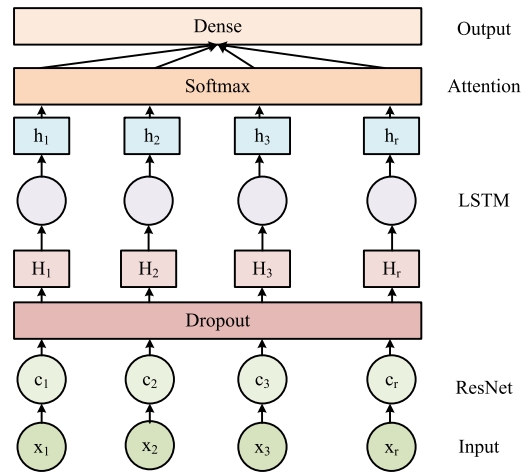 Dense Output
Softmax Attention
h₁ h₂ h₃ hᵣ
LSTM
H₁ H₂ H₃ Hᵣ
Dropout
c₁ c₂ c₃ cᵣ ResNet
x₁ x₂ x₃ xᵣ Input